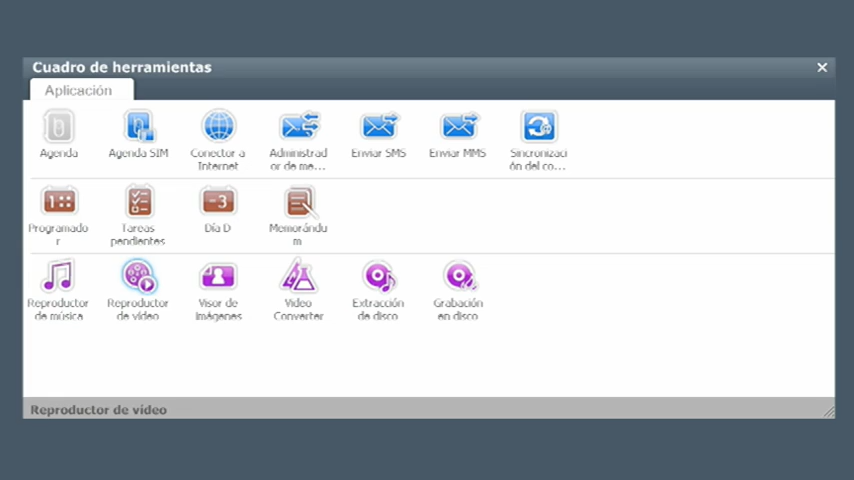 Cuadro de herramientas
Aplicación
Agenda
Agenda SIM
Conector a
Internet
Administrad
or de me...
Enviar SMS
Enviar MMS
Sincronizaci
ón del co...
Programado
r
Tareas
pendientes
Día D
Memorándu
m
Reproductor
de música
Reproductor
de vídeo
Visor de
imágenes
Video
Converter
Extracción
de disco
Grabación
en disco
Reproductor de vídeo